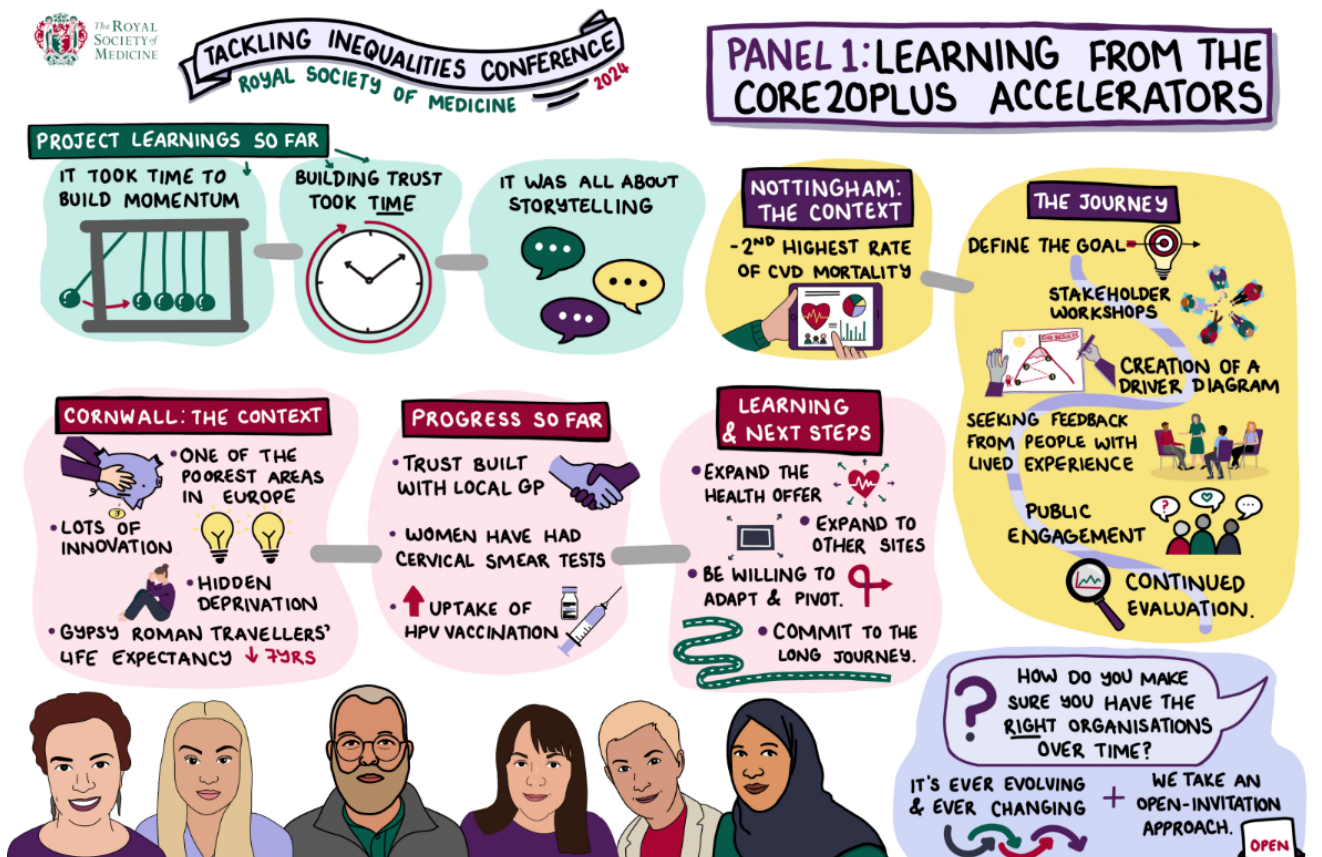 The ROYAL
SOCIETY of
MEDICINE
TACKLING INEQUALITIES CONFERENCE
ROYAL SOCIETY OF MEDICINE
2024
PANEL 1: LEARNING FROM THE
CORE20PLUS ACCELERATORS
PROJECT LEARNINGS SO FAR
IT TOOK TIME TO
BUILD MOMENTUM
BUILDING TRUST
TOOK TIME
IT WAS ALL ABOUT
STORYTELLING
NOTTINGHAM:
THE CONTEXT
- 2ND HIGHEST RATE
OF CVD MORTALITY
THE JOURNEY
DEFINE THE GOAL
STAKEHOLDER
WORKSHOPS
CREATION OF A
DRIVER DIAGRAM
SEEKING FEEDBACK
FROM PEOPLE WITH
LIVED EXPERIENCE
PUBLIC
ENGAGEMENT
?
CONTINUED
EVALUATION.
CORNWALL: THE CONTEXT
• ONE OF THE
POOREST AREAS
IN EUROPE
• LOTS OF
INNOVATION
• HIDDEN
DEPRIVATION
• GYPSY ROMAN TRAVELLERS'
LIFE EXPECTANCY ↓ 7YRS
PROGRESS SO FAR
• TRUST BUILT
WITH LOCAL GP
• WOMEN HAVE HAD
CERVICAL SMEAR TESTS
• ↑ UPTAKE OF
HPV VACCINATION
LEARNING
& NEXT STEPS
• EXPAND THE
HEALTH OFFER
• EXPAND TO
OTHER SITES
• BE WILLING TO
ADAPT & PIVOT.
• COMMIT TO THE
LONG JOURNEY.
?
HOW DO YOU MAKE
SURE YOU HAVE THE
RIGHT ORGANISATIONS
OVER TIME?
IT'S EVER EVOLVING
& EVER CHANGING
+
WE TAKE AN
OPEN-INVITATION
APPROACH.
OPEN